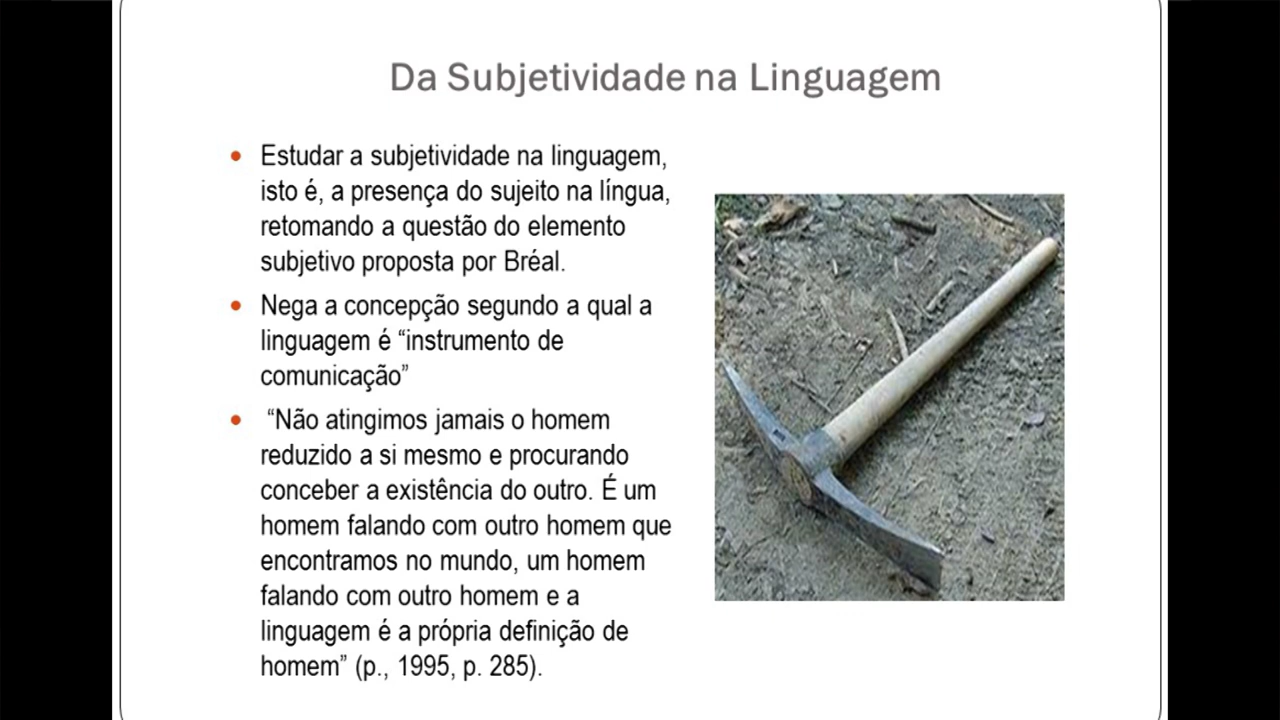 Da Subjetividade na Linguagem
Estudar a subjetividade na linguagem,
isto é, a presença do sujeito na língua,
retomando a questão do elemento
subjetivo proposta por Bréal.
Nega a concepção segundo a qual a
linguagem é “instrumento de
comunicação”
“Não atingimos jamais o homem
reduzido a si mesmo e procurando
conceber a existência do outro. É um
homem falando com outro homem que
encontramos no mundo, um homem
falando com outro homem e a
linguagem é a própria definição de
homem” (p., 1995, p. 285).